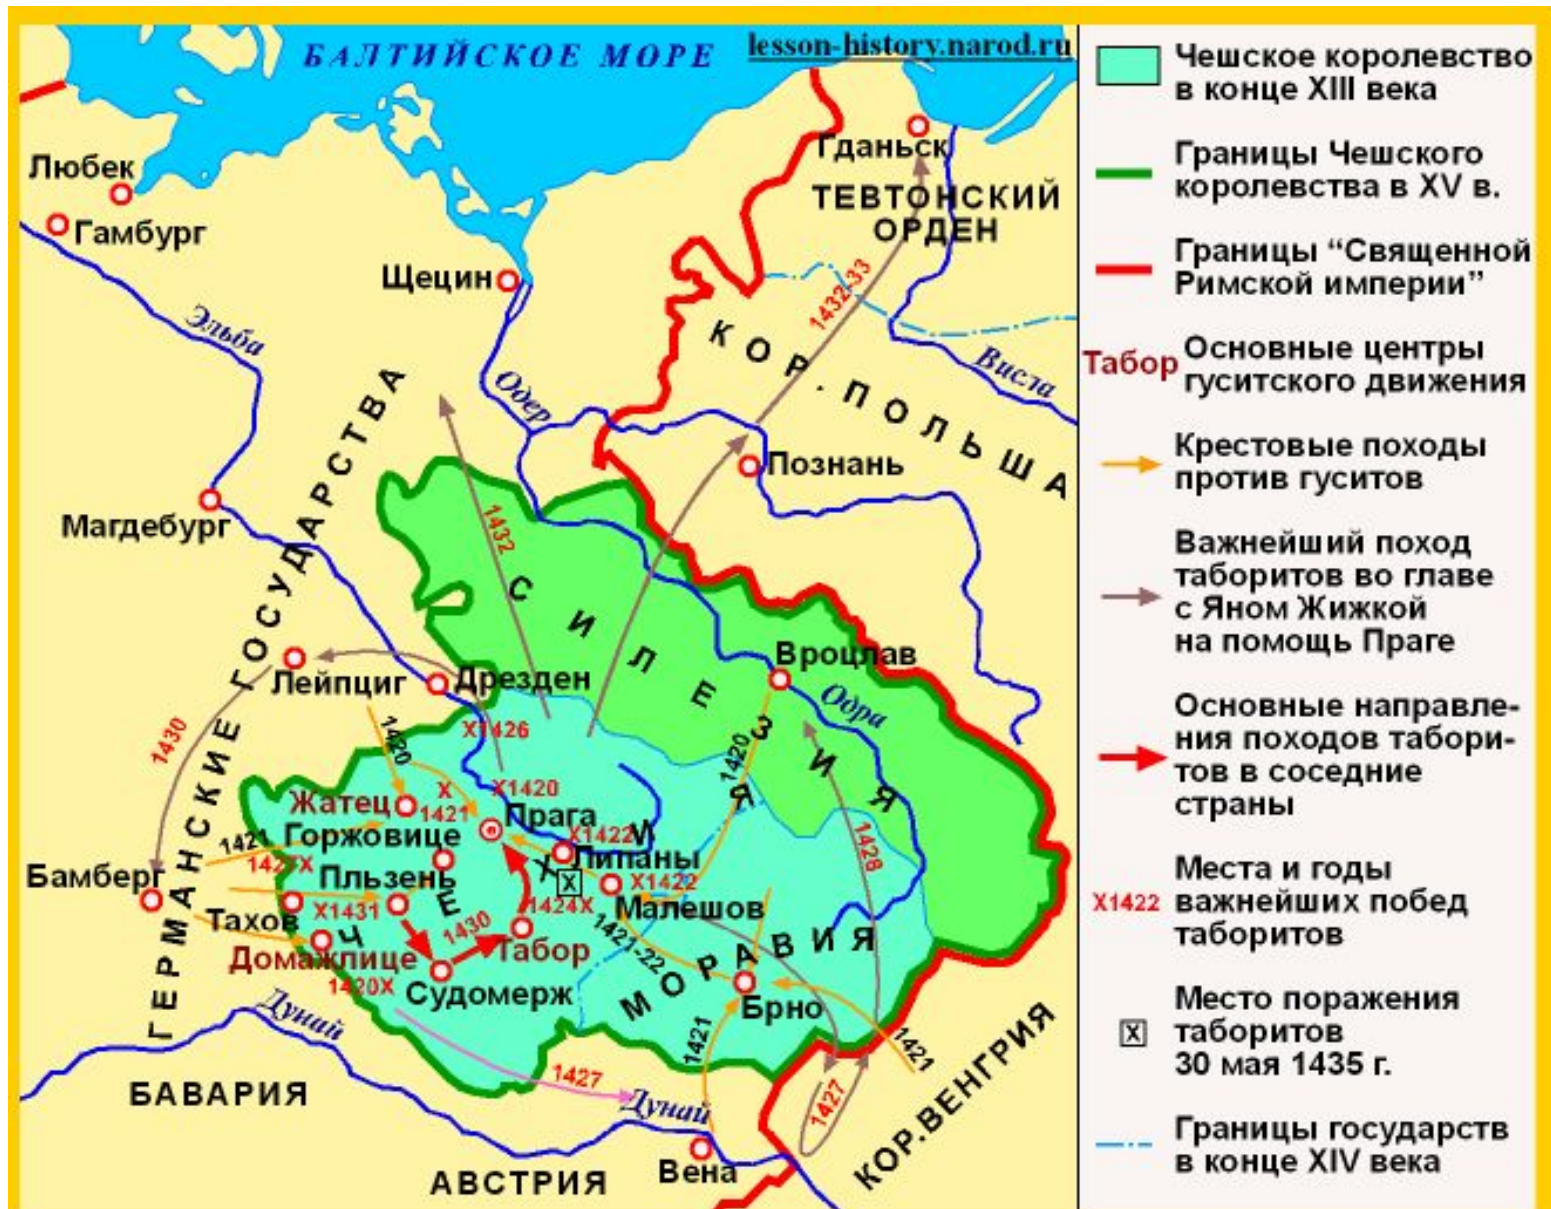 БАЛТИЙСКОЕ МОРЕ
lesson-history.narod.ru
Любек
Гамбург
Щецин
Гданьск
ТЕВТОНСКИЙ
ОРДЕН
Эльба
Одер
Висла
КОР. ПОЛЬША
1432-33
Познань
Магдебург
ГЕРМАНСКИЕ ГОСУДАРСТВА
1432
СИЛЕЗИЯ
Вроцлав
Одра
Лейпциг
Дрезден
1430
1420
X1426
1420
X1420
Жатец
X
1421
Прага
Горжовице
X1422
Липаны
X
1421
1427X
Пльзень
X1422
Малешов
1428
Бамберг
Тахов
X1431
1424X
1430
Табор
ЧЕХИЯ
1421-22
МОРАВИЯ
Домажлице
1420X
Судомерж
Брно
Дунай
1421
1421
БАВАРИЯ
1427
Дунай
1427
КОР.ВЕНГРИЯ
Вена
АВСТРИЯ
Чешское королевство
в конце XIII века
Границы Чешского
королевства в XV в.
Границы “Священной
Римской империи”
Табор
Основные центры
гуситского движения
Крестовые походы
против гуситов
Важнейший поход
таборитов во главе
с Яном Жижкой
на помощь Праге
Основные направле-
ния походов табори-
тов в соседние
страны
X1422
Места и годы
важнейших побед
таборитов
X
Место поражения
таборитов
30 мая 1435 г.
Границы государств
в конце XIV века